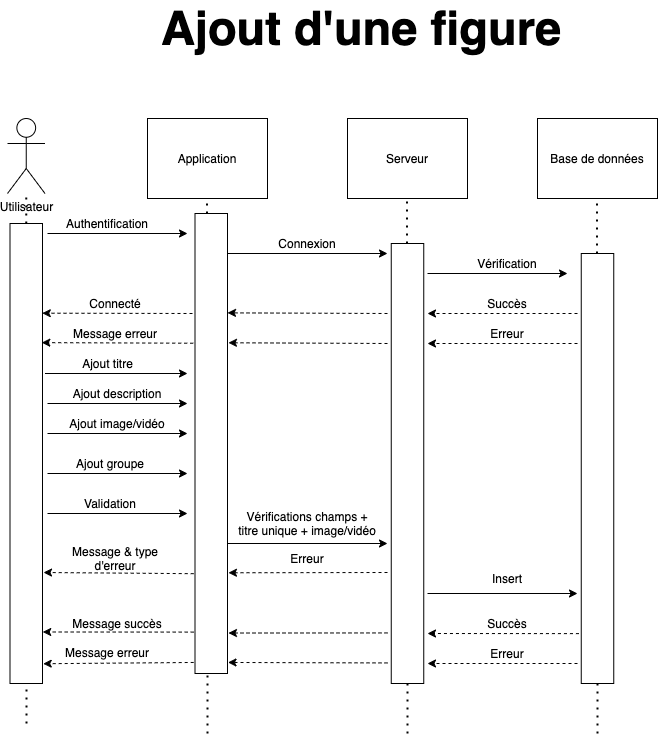 Ajout d'une figure
Application
Serveur
Base de données
Utilisateur
Authentification
Connexion
Vérification
Connecté
Succès
Message erreur
Erreur
Ajout titre
Ajout description
Ajout image/vidéo
Ajout groupe
Validation
Vérifications champs +
titre unique + image/vidéo
Message & type
d'erreur
Erreur
Insert
Message succès
Succès
Message erreur
Erreur